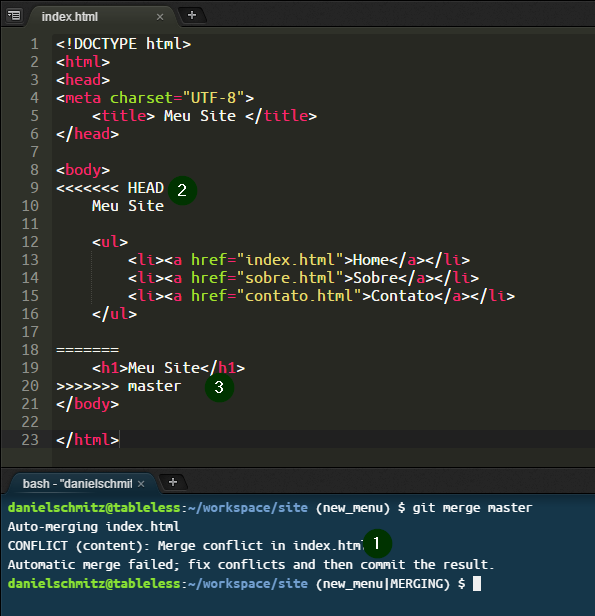 index.html × +
1 <!DOCTYPE html>
2 <html>
3 <head>
4 <meta charset="UTF-8">
5     <title> Meu Site </title>
6 </head>
7
8 <body>
9 <<<<<<< HEAD 2
10     Meu Site
11
12     <ul>
13         <li><a href="index.html">Home</a></li>
14         <li><a href="sobre.html">Sobre</a></li>
15         <li><a href="contato.html">Contato</a></li>
16     </ul>
17
18 =======
19     <h1>Meu Site</h1>
20 >>>>>>> master 3
21 </body>
22
23 </html>
bash - "danielschmil × +
danielschmitz@tableless:~/workspace/site (new_menu) $ git merge master
Auto-merging index.html
CONFLICT (content): Merge conflict in index.html 1
Automatic merge failed; fix conflicts and then commit the result.
danielschmitz@tableless:~/workspace/site (new_menu|MERGING) $